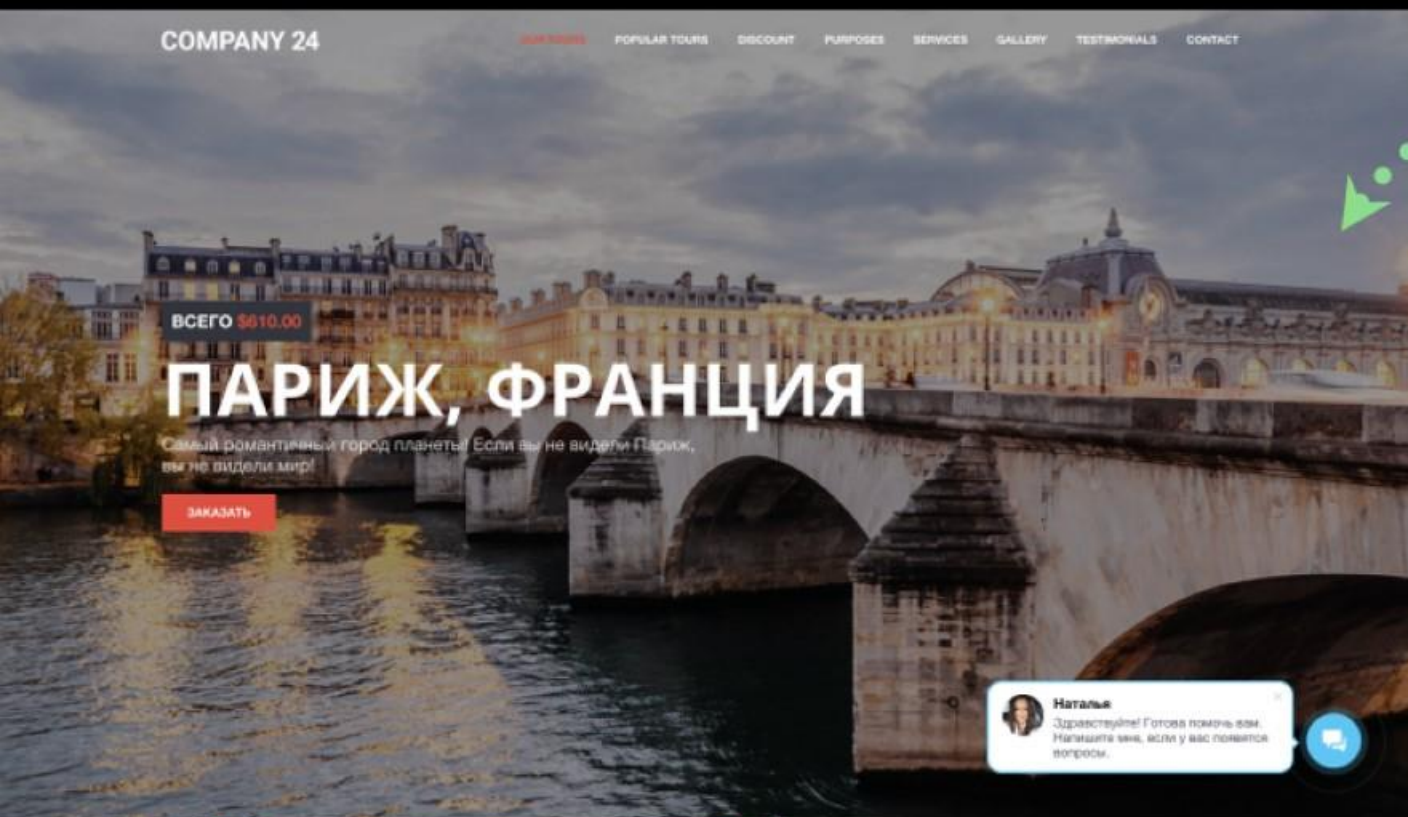 COMPANY 24
OUR TOURS POPULAR TOURS DISCOUNT PURPOSES SERVICES GALLERY TESTIMONIALS CONTACT
ВСЕГО $610.00
ПАРИЖ, ФРАНЦИЯ
Самый романтичный город планеты! Если вы не видели Париж,
вы не видели мир!
ЗАКАЗАТЬ
Наталья
Здравствуйте! Готова помочь вам.
Напишите мне, если у вас появятся
вопросы.